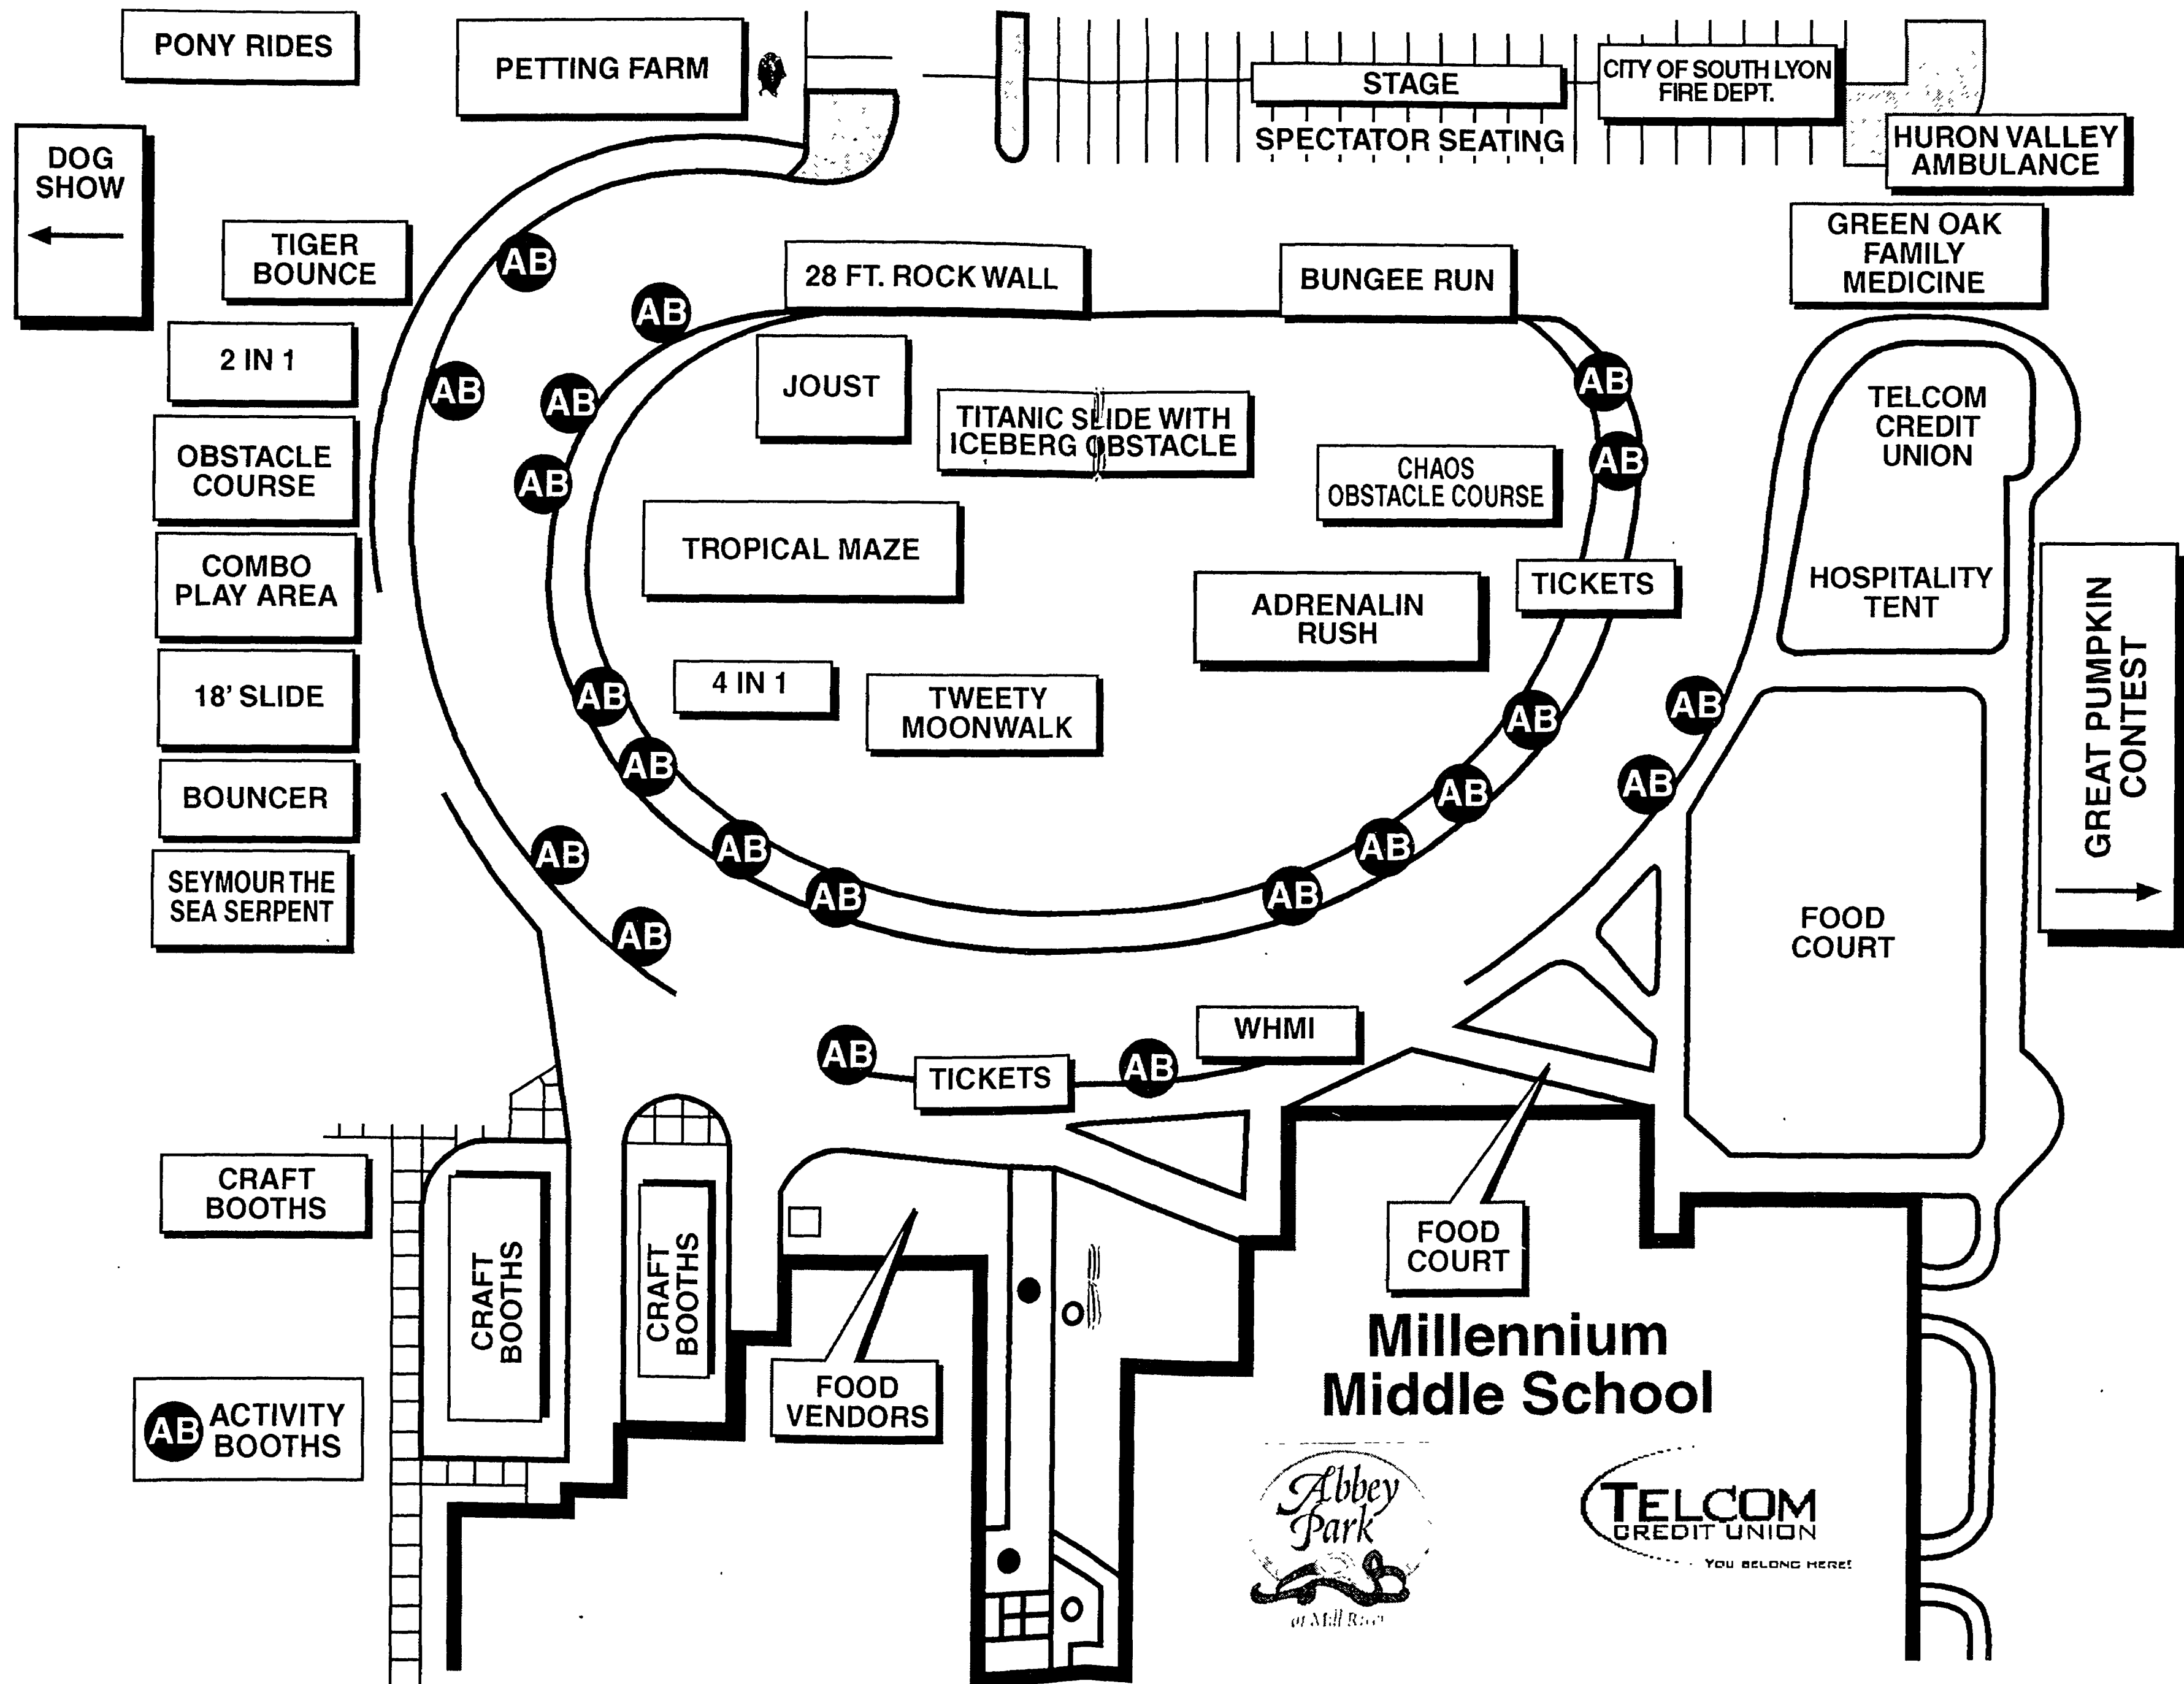 PONY RIDES
PETTING FARM
STAGE
SPECTATOR SEATING
CITY OF SOUTH LYON
FIRE DEPT.
HURON VALLEY
AMBULANCE
DOG
SHOW
TIGER
BOUNCE
28 FT. ROCK WALL
BUNGEE RUN
GREEN OAK
FAMILY
MEDICINE
AB
AB
AB
AB
AB
AB
AB
2 IN 1
JOUST
TITANIC SLIDE WITH
ICEBERG OBSTACLE
TELCOM
CREDIT
UNION
OBSTACLE
COURSE
CHAOS
OBSTACLE COURSE
TROPICAL MAZE
COMBO
PLAY AREA
ADRENALIN
RUSH
TICKETS
HOSPITALITY
TENT
GREAT PUMPKIN
CONTEST
18' SLIDE
4 IN 1
TWEETY
MOONWALK
AB
AB
AB
AB
AB
AB
AB
AB
AB
AB
AB
AB
BOUNCER
SEYMOUR THE
SEA SERPENT
FOOD
COURT
WHMI
AB
TICKETS
AB
CRAFT
BOOTHS
CRAFT
BOOTHS
CRAFT
BOOTHS
FOOD
COURT
FOOD
VENDORS
Millennium
Middle School
AB ACTIVITY
BOOTHS
Abbey
Park
at Mill River
TELCOM
CREDIT UNION
YOU BELONG HERE!